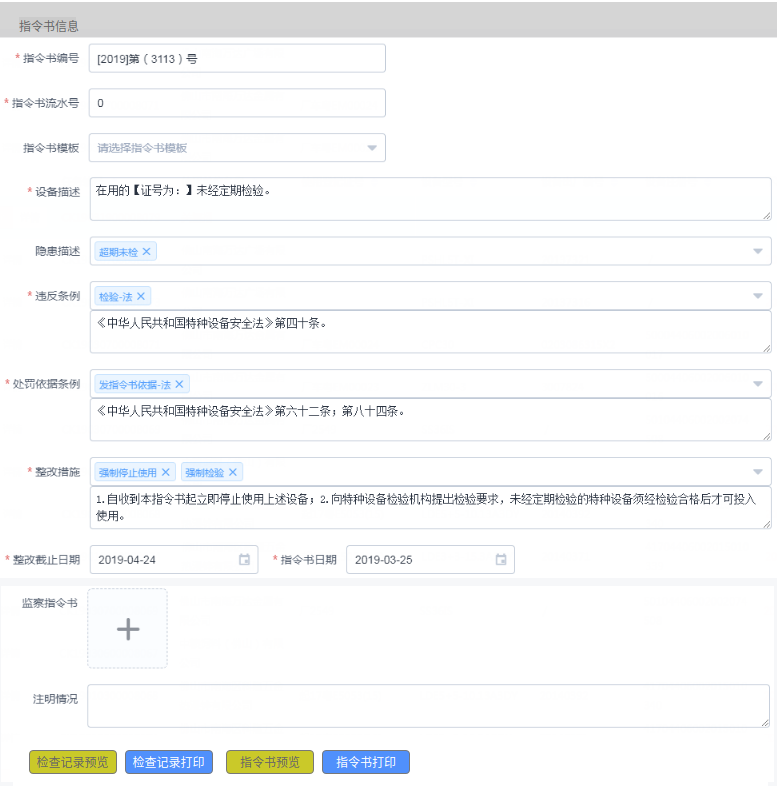 指令书信息
* 指令书编号 [2019]第（3113）号
* 指令书流水号 0
指令书模板 请选择指令书模板
* 设备描述 在用的【证号为：】未经定期检验。
隐患描述 超期未检 ×
* 违反条例 检验-法 ×
《中华人民共和国特种设备安全法》第四十条。
* 处罚依据条例 发指令书依据-法 ×
《中华人民共和国特种设备安全法》第六十二条；第八十四条。
* 整改措施 强制停止使用 × 强制检验 ×
1.自收到本指令书起立即停止使用上述设备；2.向特种设备检验机构提出检验要求，未经定期检验的特种设备须经检验合格后才可投入
使用。
* 整改截止日期 2019-04-24 * 指令书日期 2019-03-25
监察指令书
注明情况
检查记录预览 检查记录打印 指令书预览 指令书打印